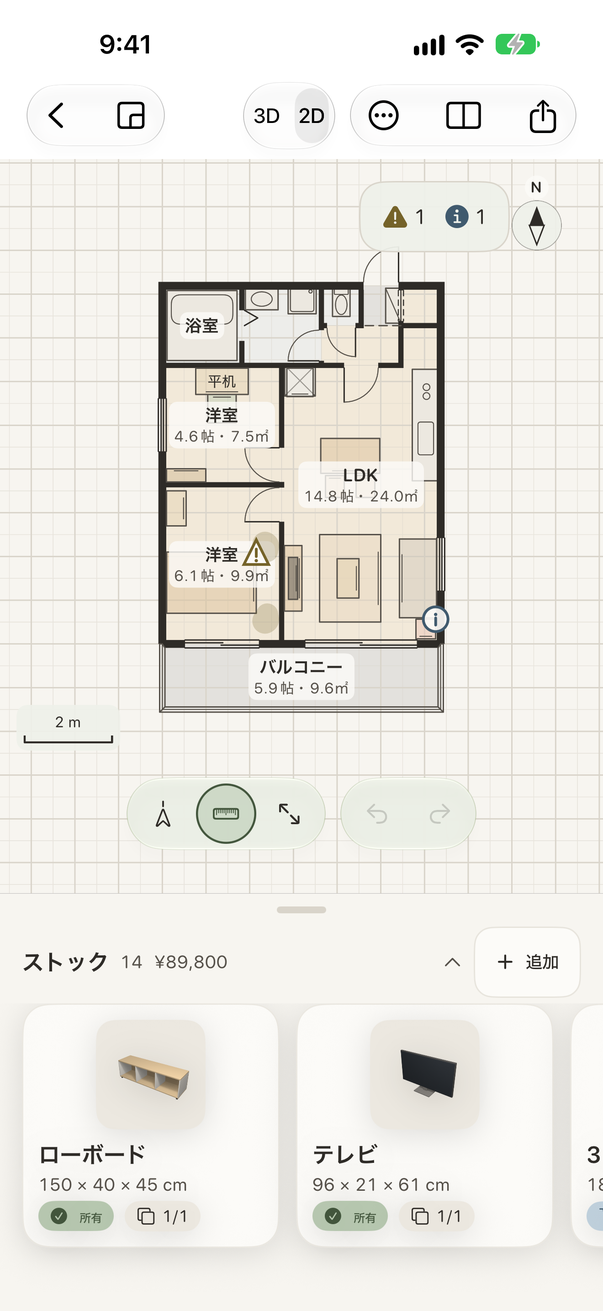 9:41
3D 2D
1 1
N
浴室
平机
洋室
4.6帖・7.5㎡
LDK
14.8帖・24.0㎡
洋室
6.1帖・9.9㎡
バルコニー
5.9帖・9.6㎡
2 m
ストック 14 ¥89,800
追加
ローボード
150 × 40 × 45 cm
所有 1/1
テレビ
96 × 21 × 61 cm
所有 1/1
3
18